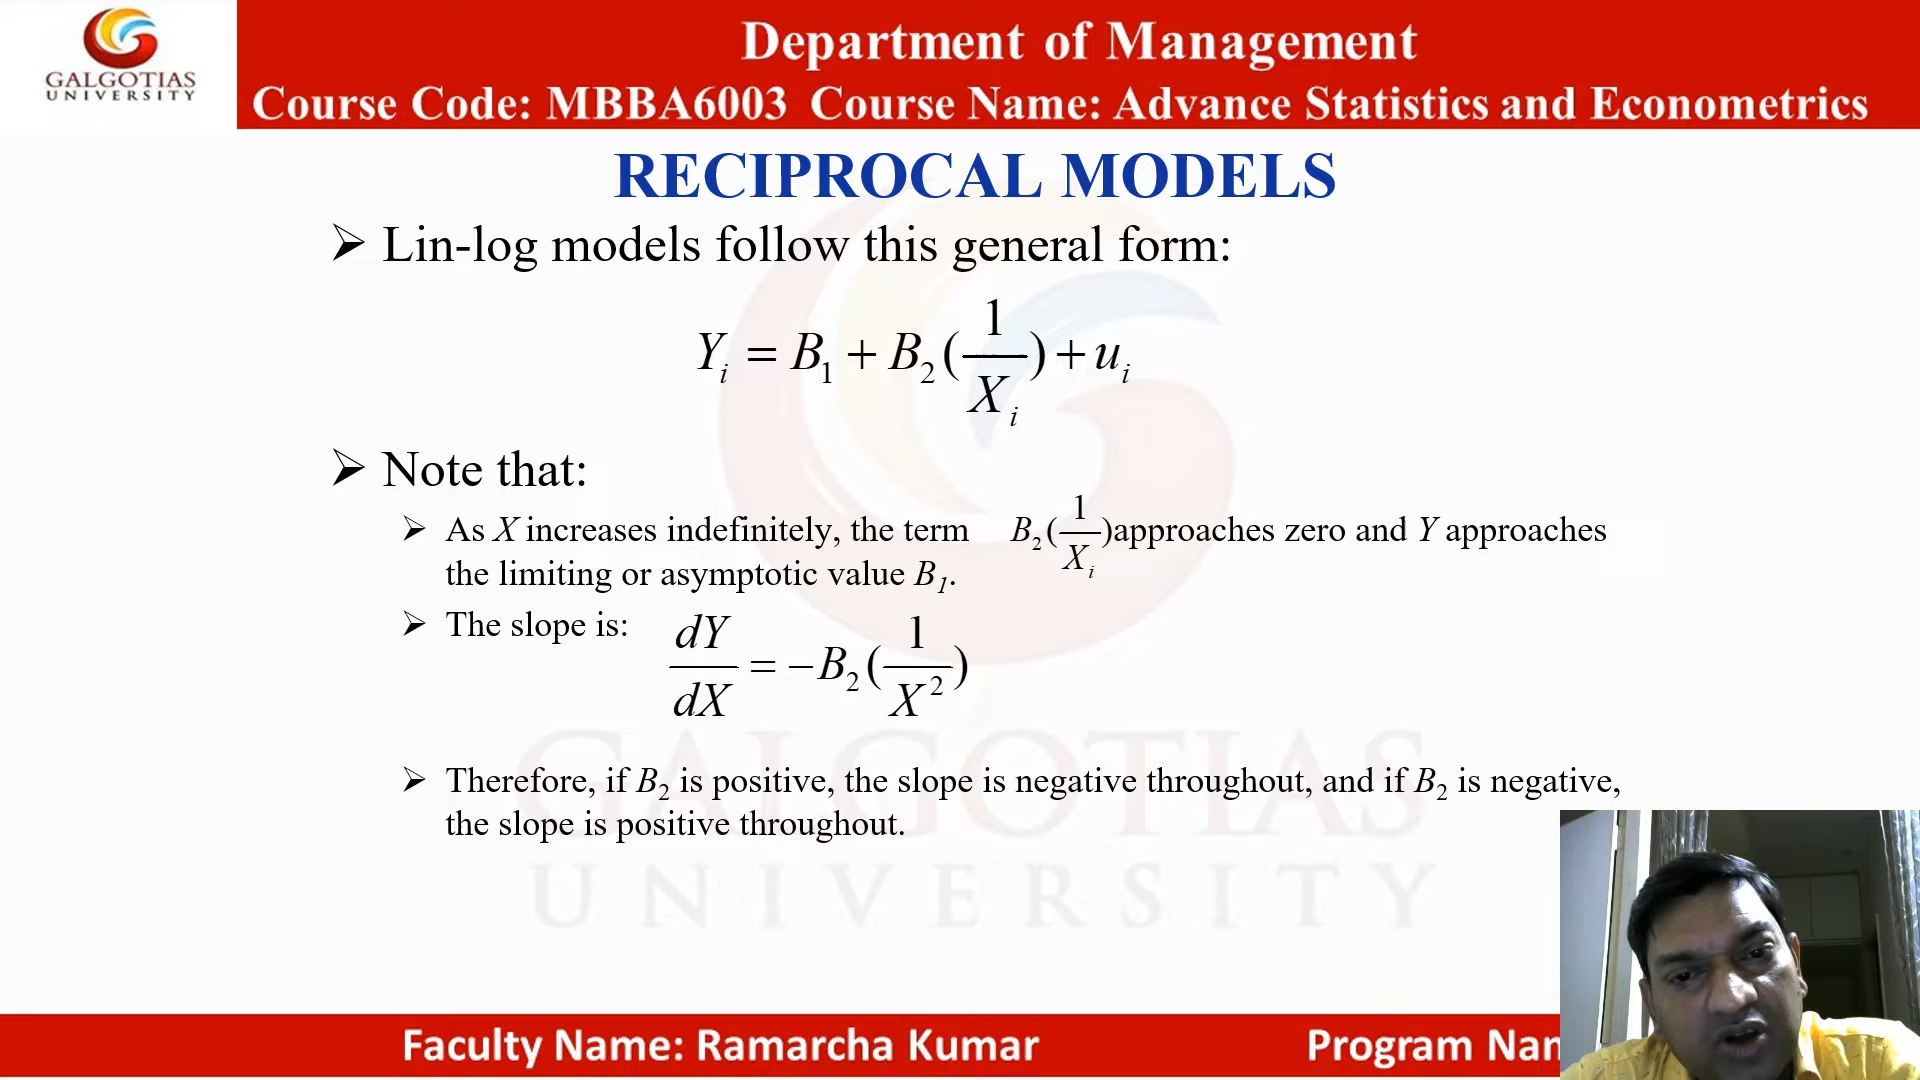 GALGOTIAS
UNIVERSITY
Department of Management
Course Code: MBBA6003 Course Name: Advance Statistics and Econometrics
RECIPROCAL MODELS
➤ Lin-log models follow this general form:
Yᵢ = B₁ + B₂(1/Xᵢ) + uᵢ
➤ Note that:
➤ As X increases indefinitely, the term B₂(1/Xᵢ)approaches zero and Y approaches
the limiting or asymptotic value B₁.
➤ The slope is:
dY/dX = −B₂(1/X²)
➤ Therefore, if B₂ is positive, the slope is negative throughout, and if B₂ is negative,
the slope is positive throughout.
GALGOTIAS
UNIVERSITY
Faculty Name: Ramarcha Kumar
Program